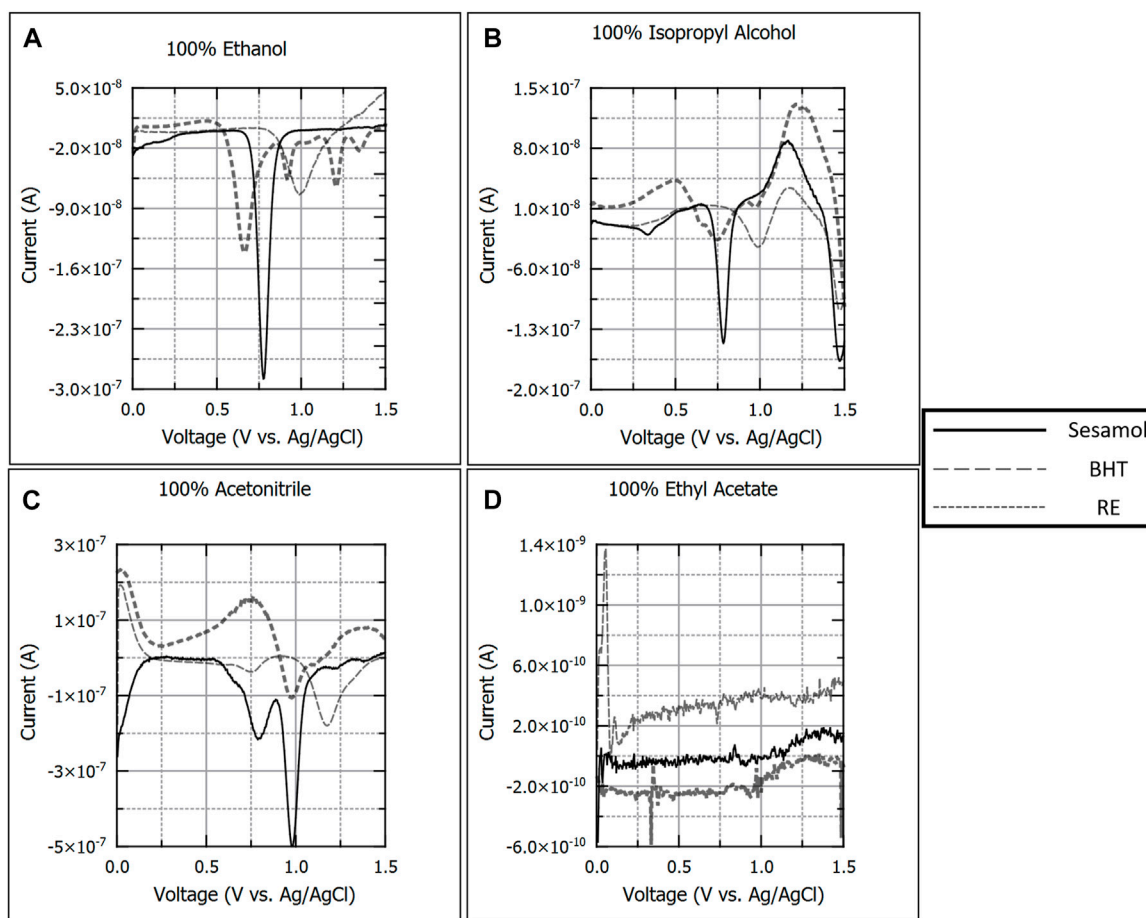 A
100% Ethanol
5.0×10⁻⁸
-2.0×10⁻⁸
-9.0×10⁻⁸
-1.6×10⁻⁷
-2.3×10⁻⁷
-3.0×10⁻⁷
Current (A)
0.0 0.5 1.0 1.5
Voltage (V vs. Ag/AgCl)
B
100% Isopropyl Alcohol
1.5×10⁻⁷
8.0×10⁻⁸
1.0×10⁻⁸
-6.0×10⁻⁸
-1.3×10⁻⁷
-2.0×10⁻⁷
Current (A)
0.0 0.5 1.0 1.5
Voltage (V vs. Ag/AgCl)
Sesamol
BHT
RE
C
100% Acetonitrile
3×10⁻⁷
1×10⁻⁷
-1×10⁻⁷
-3×10⁻⁷
-5×10⁻⁷
Current (A)
0.0 0.5 1.0 1.5
Voltage (V vs. Ag/AgCl)
D
100% Ethyl Acetate
1.4×10⁻⁹
1.0×10⁻⁹
6.0×10⁻¹⁰
2.0×10⁻¹⁰
-2.0×10⁻¹⁰
-6.0×10⁻¹⁰
Current (A)
0.0 0.5 1.0 1.5
Voltage (V vs. Ag/AgCl)